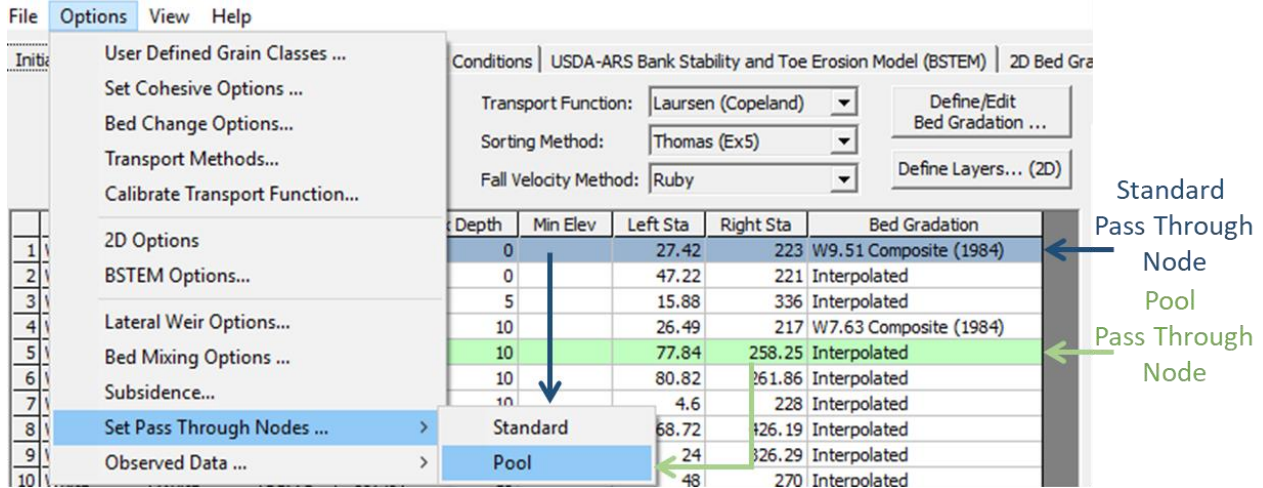 File Options View Help
User Defined Grain Classes ...
Set Cohesive Options ...
Bed Change Options...
Transport Methods...
Calibrate Transport Function...
2D Options
BSTEM Options...
Lateral Weir Options...
Bed Mixing Options ...
Subsidence...
Set Pass Through Nodes ... >
Observed Data ... >
Standard
Pool
Conditions USDA-ARS Bank Stability and Toe Erosion Model (BSTEM) 2D Bed Gra
Transport Function: Laursen (Copeland)
Sorting Method: Thomas (Ex5)
Fall Velocity Method: Ruby
Define/Edit
Bed Gradation ...
Define Layers... (2D)
Depth Min Elev Left Sta Right Sta Bed Gradation
1 0 27.42 223 W9.51 Composite (1984)
2 0 47.22 221 Interpolated
3 5 15.88 336 Interpolated
4 10 26.49 217 W7.63 Composite (1984)
5 10 77.84 258.25 Interpolated
6 10 80.82 261.86 Interpolated
7 10 4.6 228 Interpolated
8 68.72 426.19 Interpolated
9 24 326.29 Interpolated
10 48 270 Interpolated
Standard
Pass Through
Node
Pool
Pass Through
Node